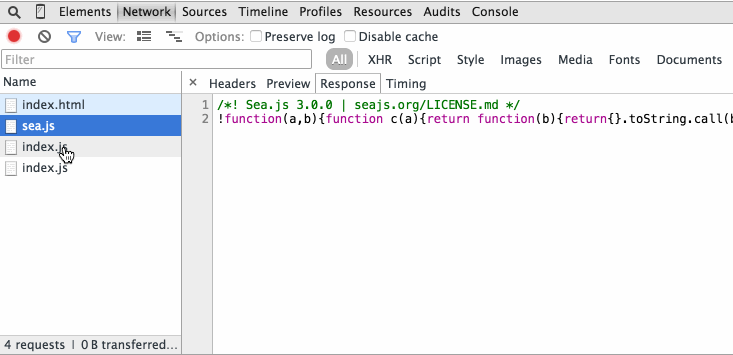 Elements Network Sources Timeline Profiles Resources Audits Console
View: Options: Preserve log Disable cache
Filter All XHR Script Style Images Media Fonts Documents
Name × Headers Preview Response Timing
index.html
sea.js
index.js
index.js
1 /*! Sea.js 3.0.0 | seajs.org/LICENSE.md */
2 !function(a,b){function c(a){return function(b){return{}.toString.call(b
4 requests | 0 B transferred...